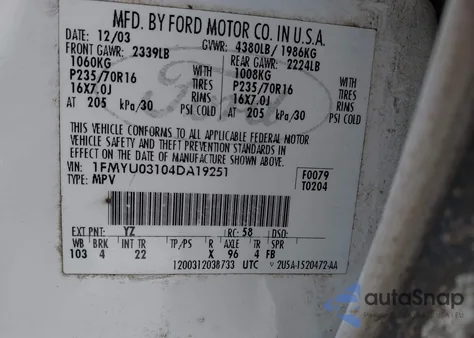 MFD. BY FORD MOTOR CO. IN U.S.A.
DATE: 12/03 GVWR: 4380LB/ 1986KG
FRONT GAWR: 2339LB REAR GAWR: 2224LB
1060KG WITH 1008KG WITH
P235/70R16 TIRES P235/70R16 TIRES
16X7.0J RIMS 16X7.0J RIMS
AT 205 kPa/30 PSI COLD AT 205 kPa/30 PSI COLD
Ford
THIS VEHICLE CONFORMS TO ALL APPLICABLE FEDERAL MOTOR
VEHICLE SAFETY AND THEFT PREVENTION STANDARDS IN
EFFECT ON THE DATE OF MANUFACTURE SHOWN ABOVE.
VIN: 1FMYU03104DA19251 F0079
TYPE: MPV T0204
EXT PNT: YZ RC: 58 DSO:
WB BRK INT TR TP/PS R AXLE TR SPR
103 4 22 X 96 4 FB
1200312038733 UTC 2U5A-1520472-AA
autoSnap